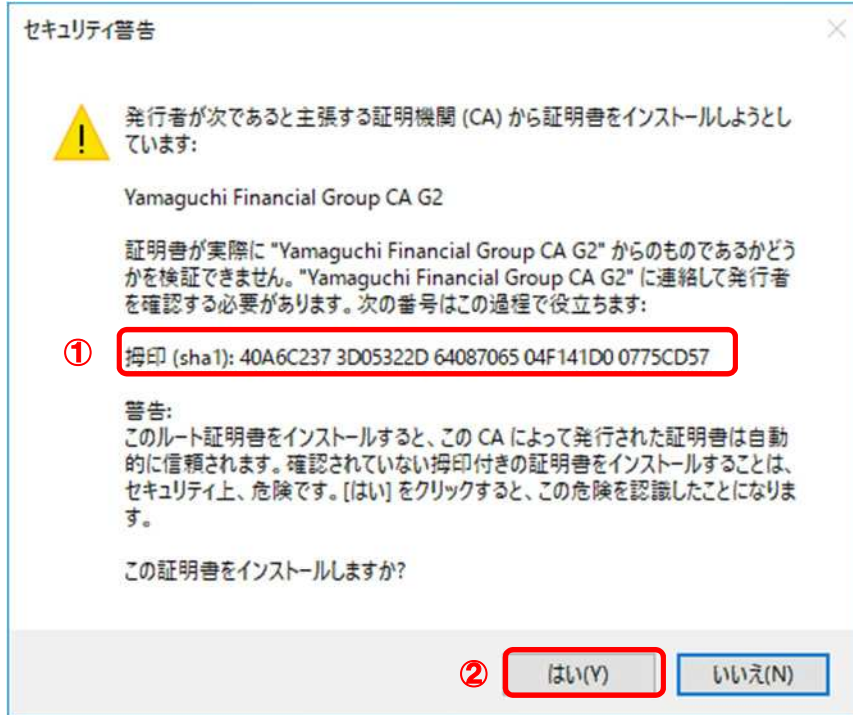 セキュリティ警告
発行者が次であると主張する証明機関 (CA) から証明書をインストールしようとし
ています:
Yamaguchi Financial Group CA G2
証明書が実際に "Yamaguchi Financial Group CA G2" からのものであるかどう
かを検証できません。"Yamaguchi Financial Group CA G2" に連絡して発行者
を確認する必要があります。次の番号はこの過程で役立ちます:
① 拇印 (sha1): 40A6C237 3D05322D 64087065 04F141D0 0775CD57
警告:
このルート証明書をインストールすると、この CA によって発行された証明書は自動
的に信頼されます。確認されていない拇印付きの証明書をインストールすることは、
セキュリティ上、危険です。[はい] をクリックすると、この危険を認識したことになりま
す。
この証明書をインストールしますか?
② はい(Y) いいえ(N)